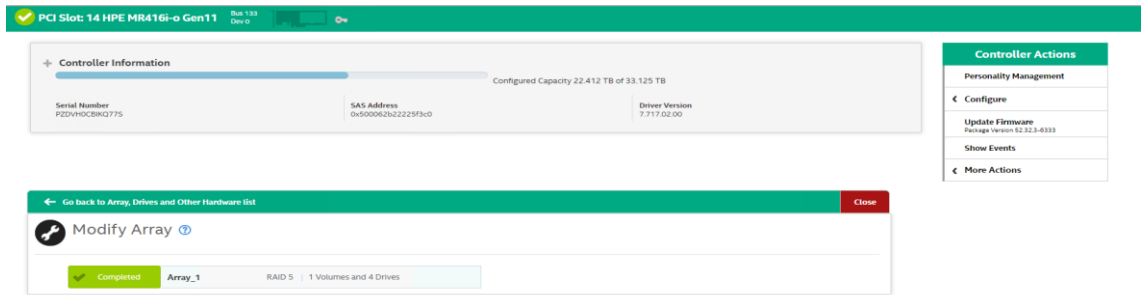 PCI Slot: 14 HPE MR416i-o Gen11
Bus 133
Dev 0
Controller Information
Configured Capacity 22.412 TB of 33.125 TB
Serial Number
PZDVH0CBIKQ77S
SAS Address
0x500062b22225f3c0
Driver Version
7.717.02.00
Controller Actions
Personality Management
Configure
Update Firmware
Package Version 52.32.3-6333
Show Events
More Actions
Go back to Array, Drives and Other Hardware list
Close
Modify Array
Completed
Array_1
RAID 5 | 1 Volumes and 4 Drives